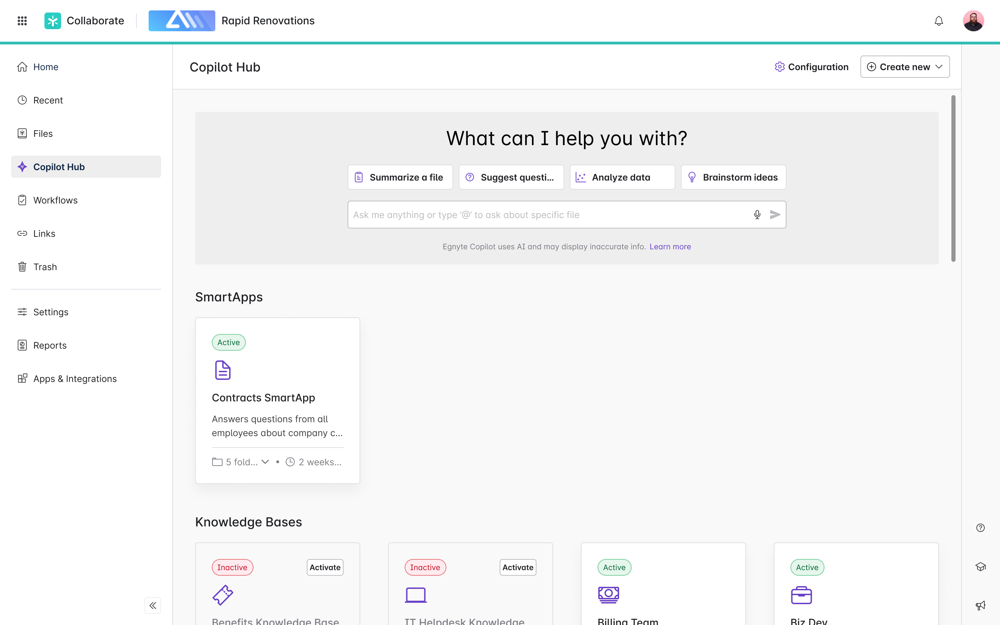 Collaborate
Rapid Renovations
Home
Recent
Files
Copilot Hub
Workflows
Links
Trash
Settings
Reports
Apps & Integrations
Copilot Hub
Configuration
Create new
What can I help you with?
Summarize a file
Suggest questi...
Analyze data
Brainstorm ideas
Ask me anything or type ‘@’ to ask about specific file
Egnyte Copilot uses AI and may display inaccurate info. Learn more
SmartApps
Active
Contracts SmartApp
Answers questions from all
employees about company c...
5 fold... • 2 weeks...
Knowledge Bases
Inactive
Activate
Benefits Knowledge Base
Inactive
Activate
IT Helpdesk Knowledge
Active
Billing Team
Active
Biz Dev